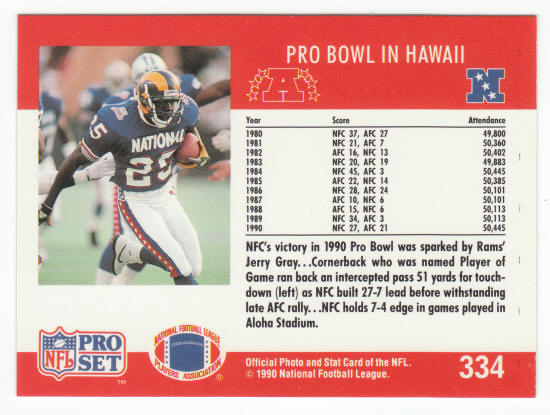 PRO BOWL IN HAWAII
A
N
Year Score Attendance
1980 NFC 37, AFC 27 49,800
1981 NFC 21, AFC 7 50,360
1982 AFC 16, NFC 13 50,402
1983 NFC 20, AFC 19 49,883
1984 NFC 45, AFC 3 50,445
1985 AFC 22, NFC 14 50,385
1986 NFC 28, AFC 24 50,101
1987 AFC 10, NFC 6 50,101
1988 AFC 15, NFC 6 50,113
1989 NFC 34, AFC 3 50,113
1990 NFC 27, AFC 21 50,445
NATIONAL
25
25
NFC's victory in 1990 Pro Bowl was sparked by Rams'
Jerry Gray...Cornerback who was named Player of
Game ran back an intercepted pass 51 yards for touch-
down (left) as NFC built 27-7 lead before withstanding
late AFC rally...NFC holds 7-4 edge in games played in
Aloha Stadium.
NFL PRO SET ™
NATIONAL FOOTBALL LEAGUE
PLAYERS ASSOCIATION ®
Official Photo and Stat Card of the NFL.
© 1990 National Football League.
334